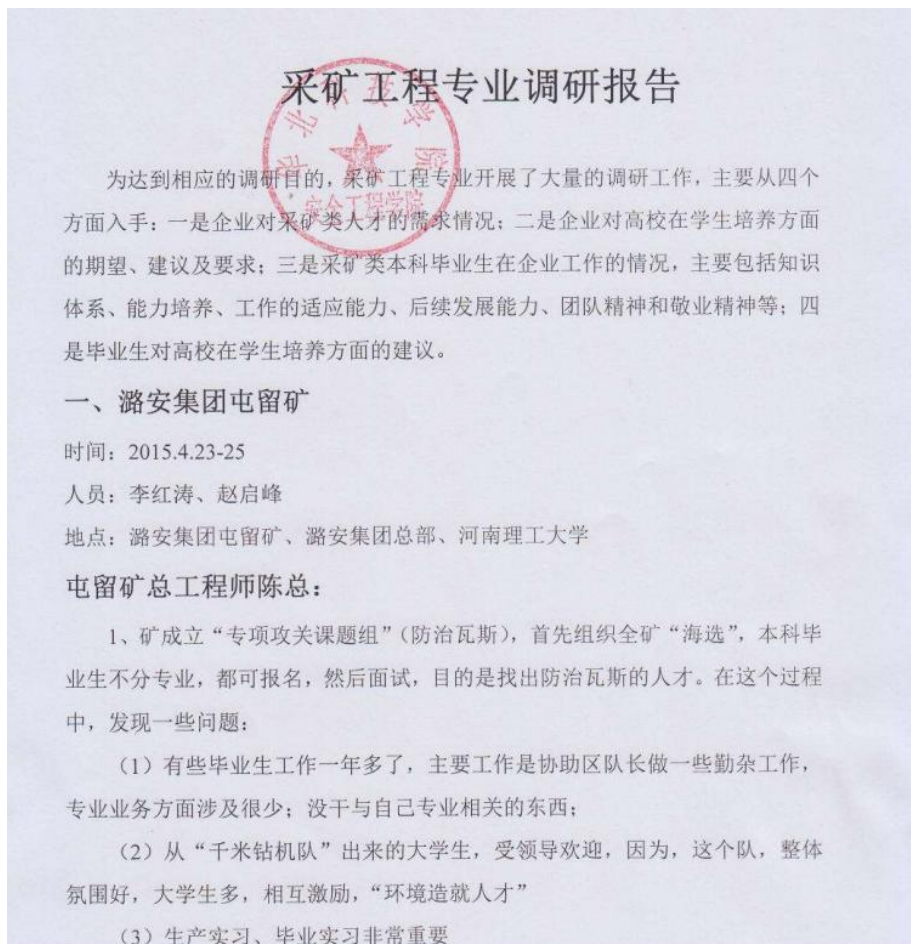 采矿工程专业调研报告
华北科技学院
安全工程学院
为达到相应的调研目的，采矿工程专业开展了大量的调研工作，主要从四个
方面入手：一是企业对采矿类人才的需求情况；二是企业对高校在学生培养方面
的期望、建议及要求；三是采矿类本科毕业生在企业工作的情况，主要包括知识
体系、能力培养、工作的适应能力、后续发展能力、团队精神和敬业精神等；四
是毕业生对高校在学生培养方面的建议。
一、潞安集团屯留矿
时间：2015.4.23-25
人员：李红涛、赵启峰
地点：潞安集团屯留矿、潞安集团总部、河南理工大学
屯留矿总工程师陈总：
1、矿成立“专项攻关课题组”（防治瓦斯），首先组织全矿“海选”，本科毕
业生不分专业，都可报名，然后面试，目的是找出防治瓦斯的人才。在这个过程
中，发现一些问题：
（1）有些毕业生工作一年多了，主要工作是协助区队长做一些勤杂工作，
专业业务方面涉及很少；没干与自己专业相关的东西；
（2）从“千米钻机队”出来的大学生，受领导欢迎，因为，这个队，整体
氛围好，大学生多，相互激励，“环境造就人才”
（3）生产实习、毕业实习非常重要